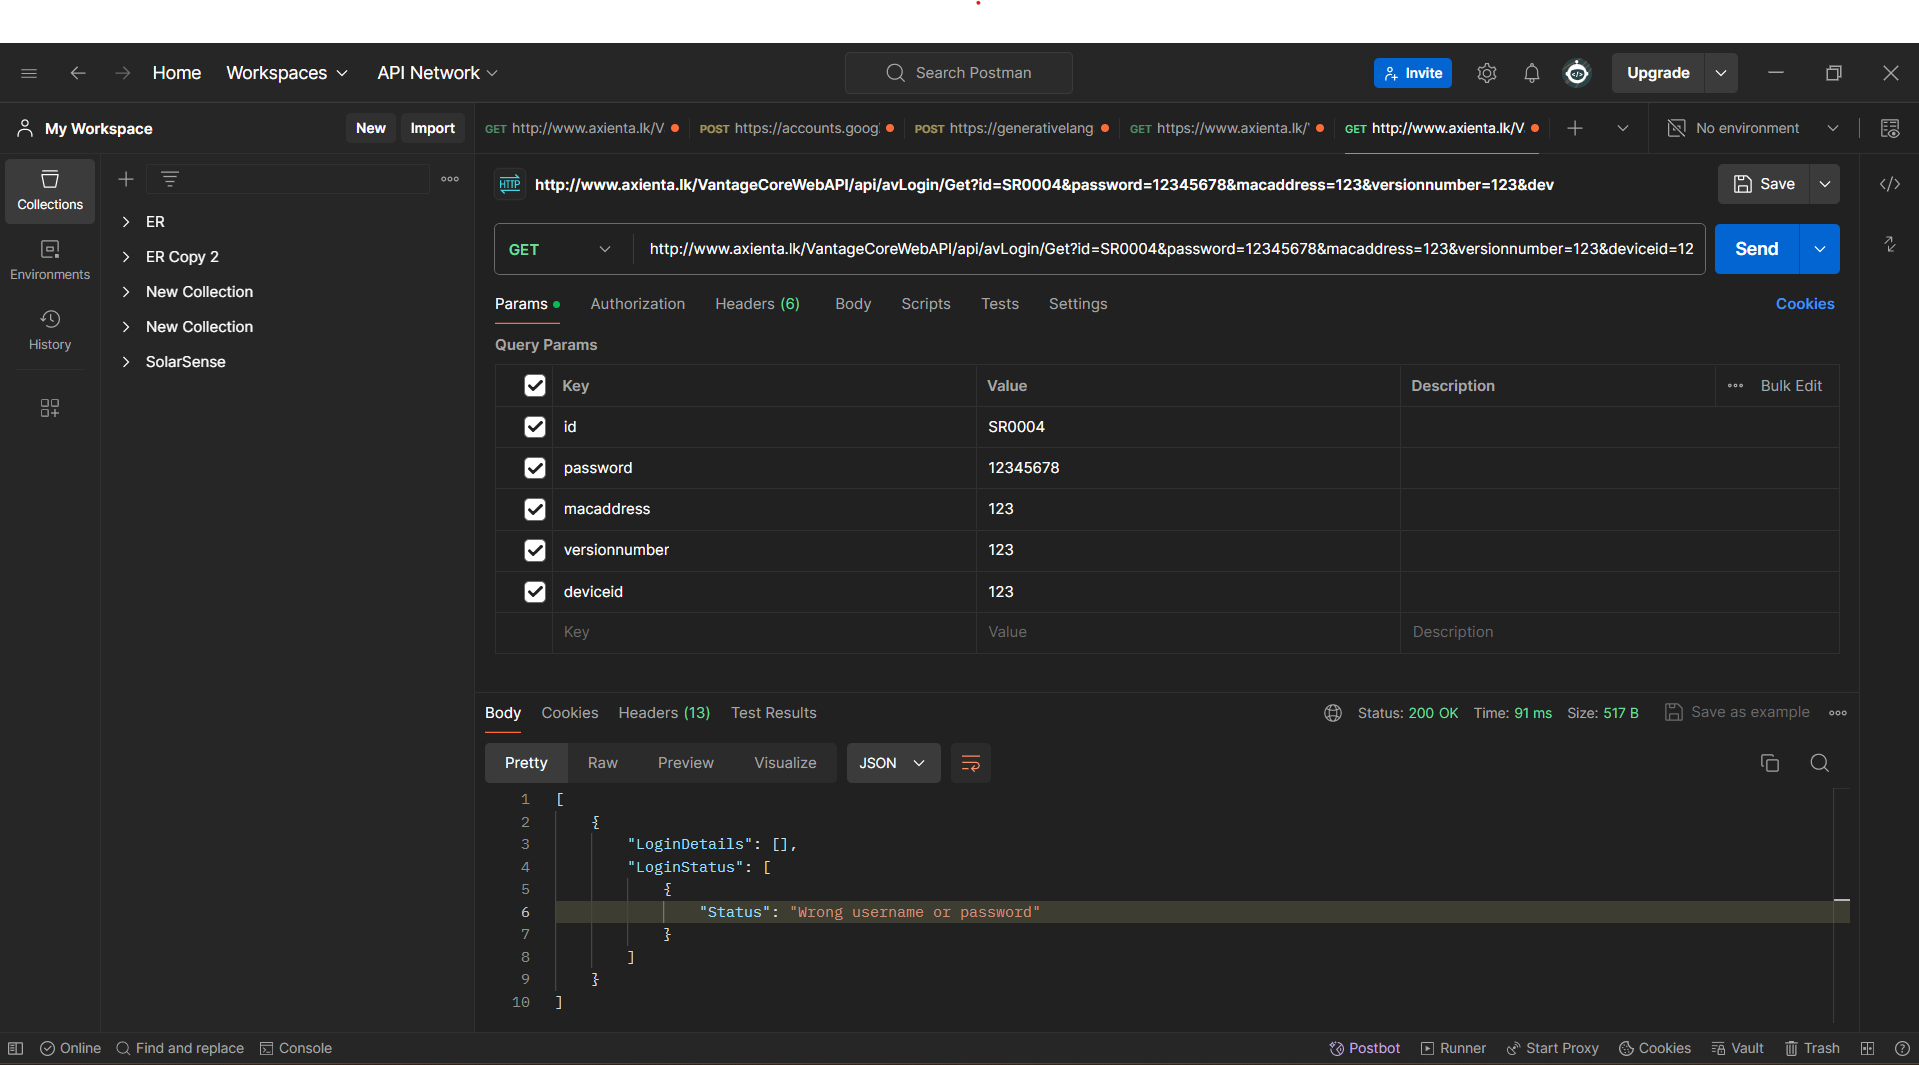 Home Workspaces API Network Search Postman Invite Upgrade
My Workspace New Import GET http://www.axienta.lk/V POST https://accounts.goog POST https://generativelang GET https://www.axienta.lk/ GET http://www.axienta.lk/V No environment
Collections
Environments
History
ER
ER Copy 2
New Collection
New Collection
SolarSense
HTTP http://www.axienta.lk/VantageCoreWebAPI/api/avLogin/Get?id=SR0004&password=12345678&macaddress=123&versionnumber=123&dev Save
GET http://www.axienta.lk/VantageCoreWebAPI/api/avLogin/Get?id=SR0004&password=12345678&macaddress=123&versionnumber=123&deviceid=12 Send
Params Authorization Headers (6) Body Scripts Tests Settings Cookies
Query Params
Key Value Description Bulk Edit
id SR0004
password 12345678
macaddress 123
versionnumber 123
deviceid 123
Key Value Description
Body Cookies Headers (13) Test Results Status: 200 OK Time: 91 ms Size: 517 B Save as example
Pretty Raw Preview Visualize JSON
1 [
2 {
3 "LoginDetails": [],
4 "LoginStatus": [
5 {
6 "Status": "Wrong username or password"
7 }
8 ]
9 }
10 ]
Online Find and replace Console Postbot Runner Start Proxy Cookies Vault Trash